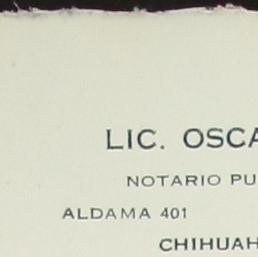 LIC. OSCA
NOTARIO PU
ALDAMA 401
CHIHUAH